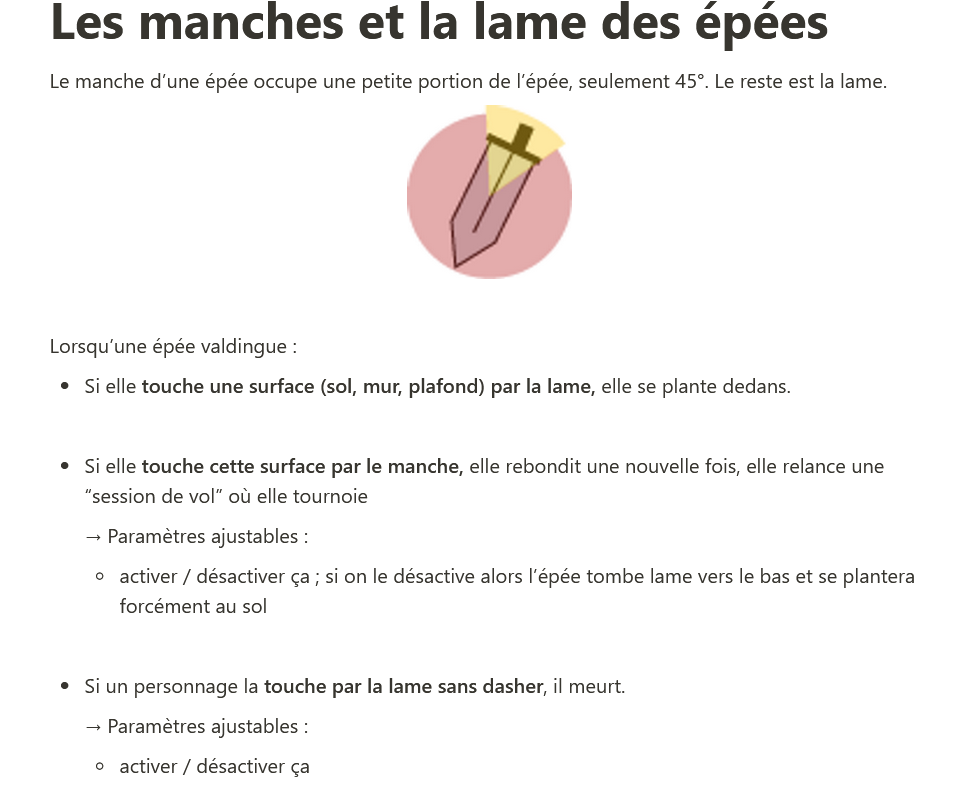 Les manches et la lame des épées
Le manche d’une épée occupe une petite portion de l’épée, seulement 45°. Le reste est la lame.
Lorsqu’une épée valdingue :
• Si elle touche une surface (sol, mur, plafond) par la lame, elle se plante dedans.
• Si elle touche cette surface par le manche, elle rebondit une nouvelle fois, elle relance une
“session de vol” où elle tournoie
→ Paramètres ajustables :
◦ activer / désactiver ça ; si on le désactive alors l’épée tombe lame vers le bas et se plantera
forcément au sol
• Si un personnage la touche par la lame sans dasher, il meurt.
→ Paramètres ajustables :
◦ activer / désactiver ça